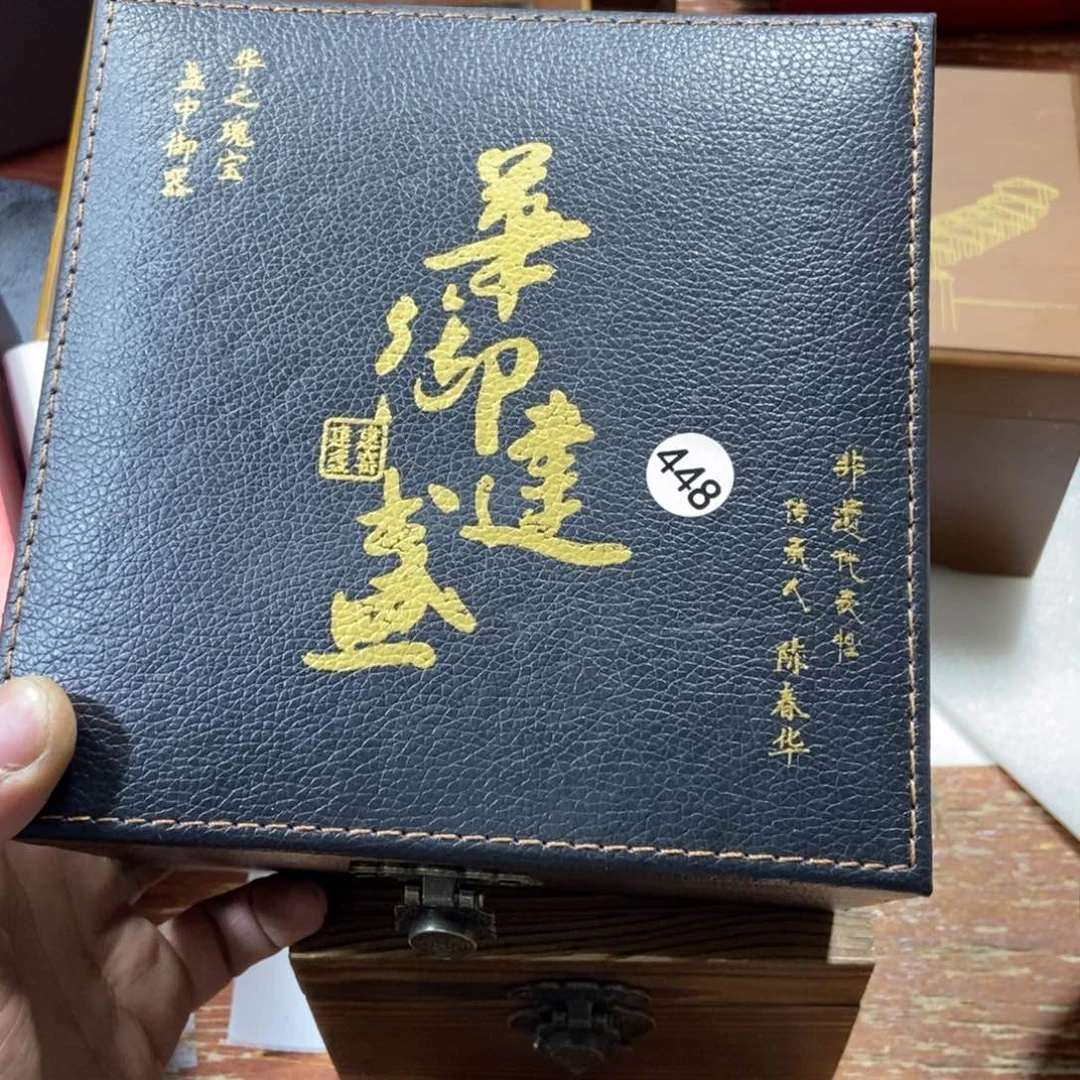 华之瑰宝
盏中御器
華御建盞
448
非遗代表性
传承人 陈春华